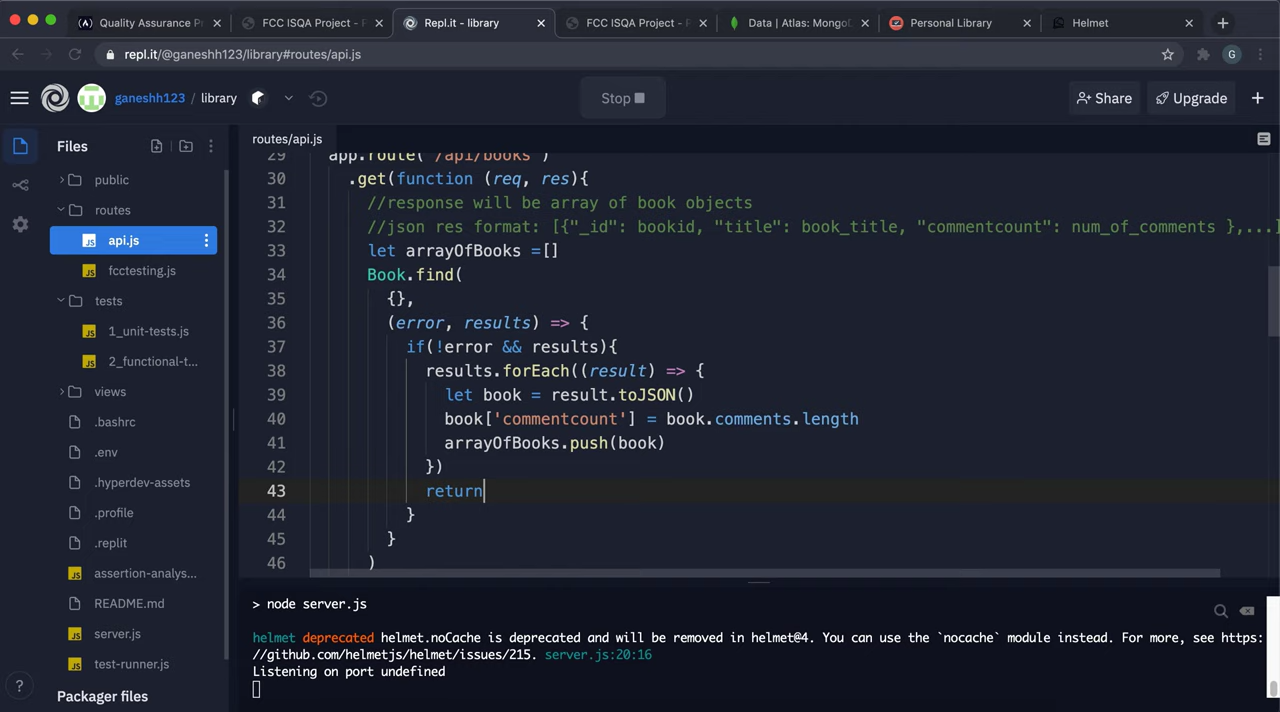 Quality Assurance Pr
FCC ISQA Project - F
Repl.it - library
FCC ISQA Project - F
Data | Atlas: MongoD
Personal Library
Helmet
repl.it/@ganeshh123/library#routes/api.js
G
ganeshh123 / library
Stop
Share
Upgrade
Files
routes/api.js
public
routes
api.js
fcctesting.js
tests
1_unit-tests.js
2_functional-t...
views
.bashrc
.env
.hyperdev-assets
.profile
.replit
assertion-analys...
README.md
server.js
test-runner.js
Packager files
29 app.route('/api/books')
30 .get(function (req, res){
31 //response will be array of book objects
32 //json res format: [{"_id": bookid, "title": book_title, "commentcount": num_of_comments },...]
33 let arrayOfBooks =[]
34 Book.find(
35 {},
36 (error, results) => {
37 if(!error && results){
38 results.forEach((result) => {
39 let book = result.toJSON()
40 book['commentcount'] = book.comments.length
41 arrayOfBooks.push(book)
42 })
43 return
44 }
45 }
46 )
> node server.js
helmet deprecated helmet.noCache is deprecated and will be removed in helmet@4. You can use the `nocache` module instead. For more, see https:
//github.com/helmetjs/helmet/issues/215. server.js:20:16
Listening on port undefined
?